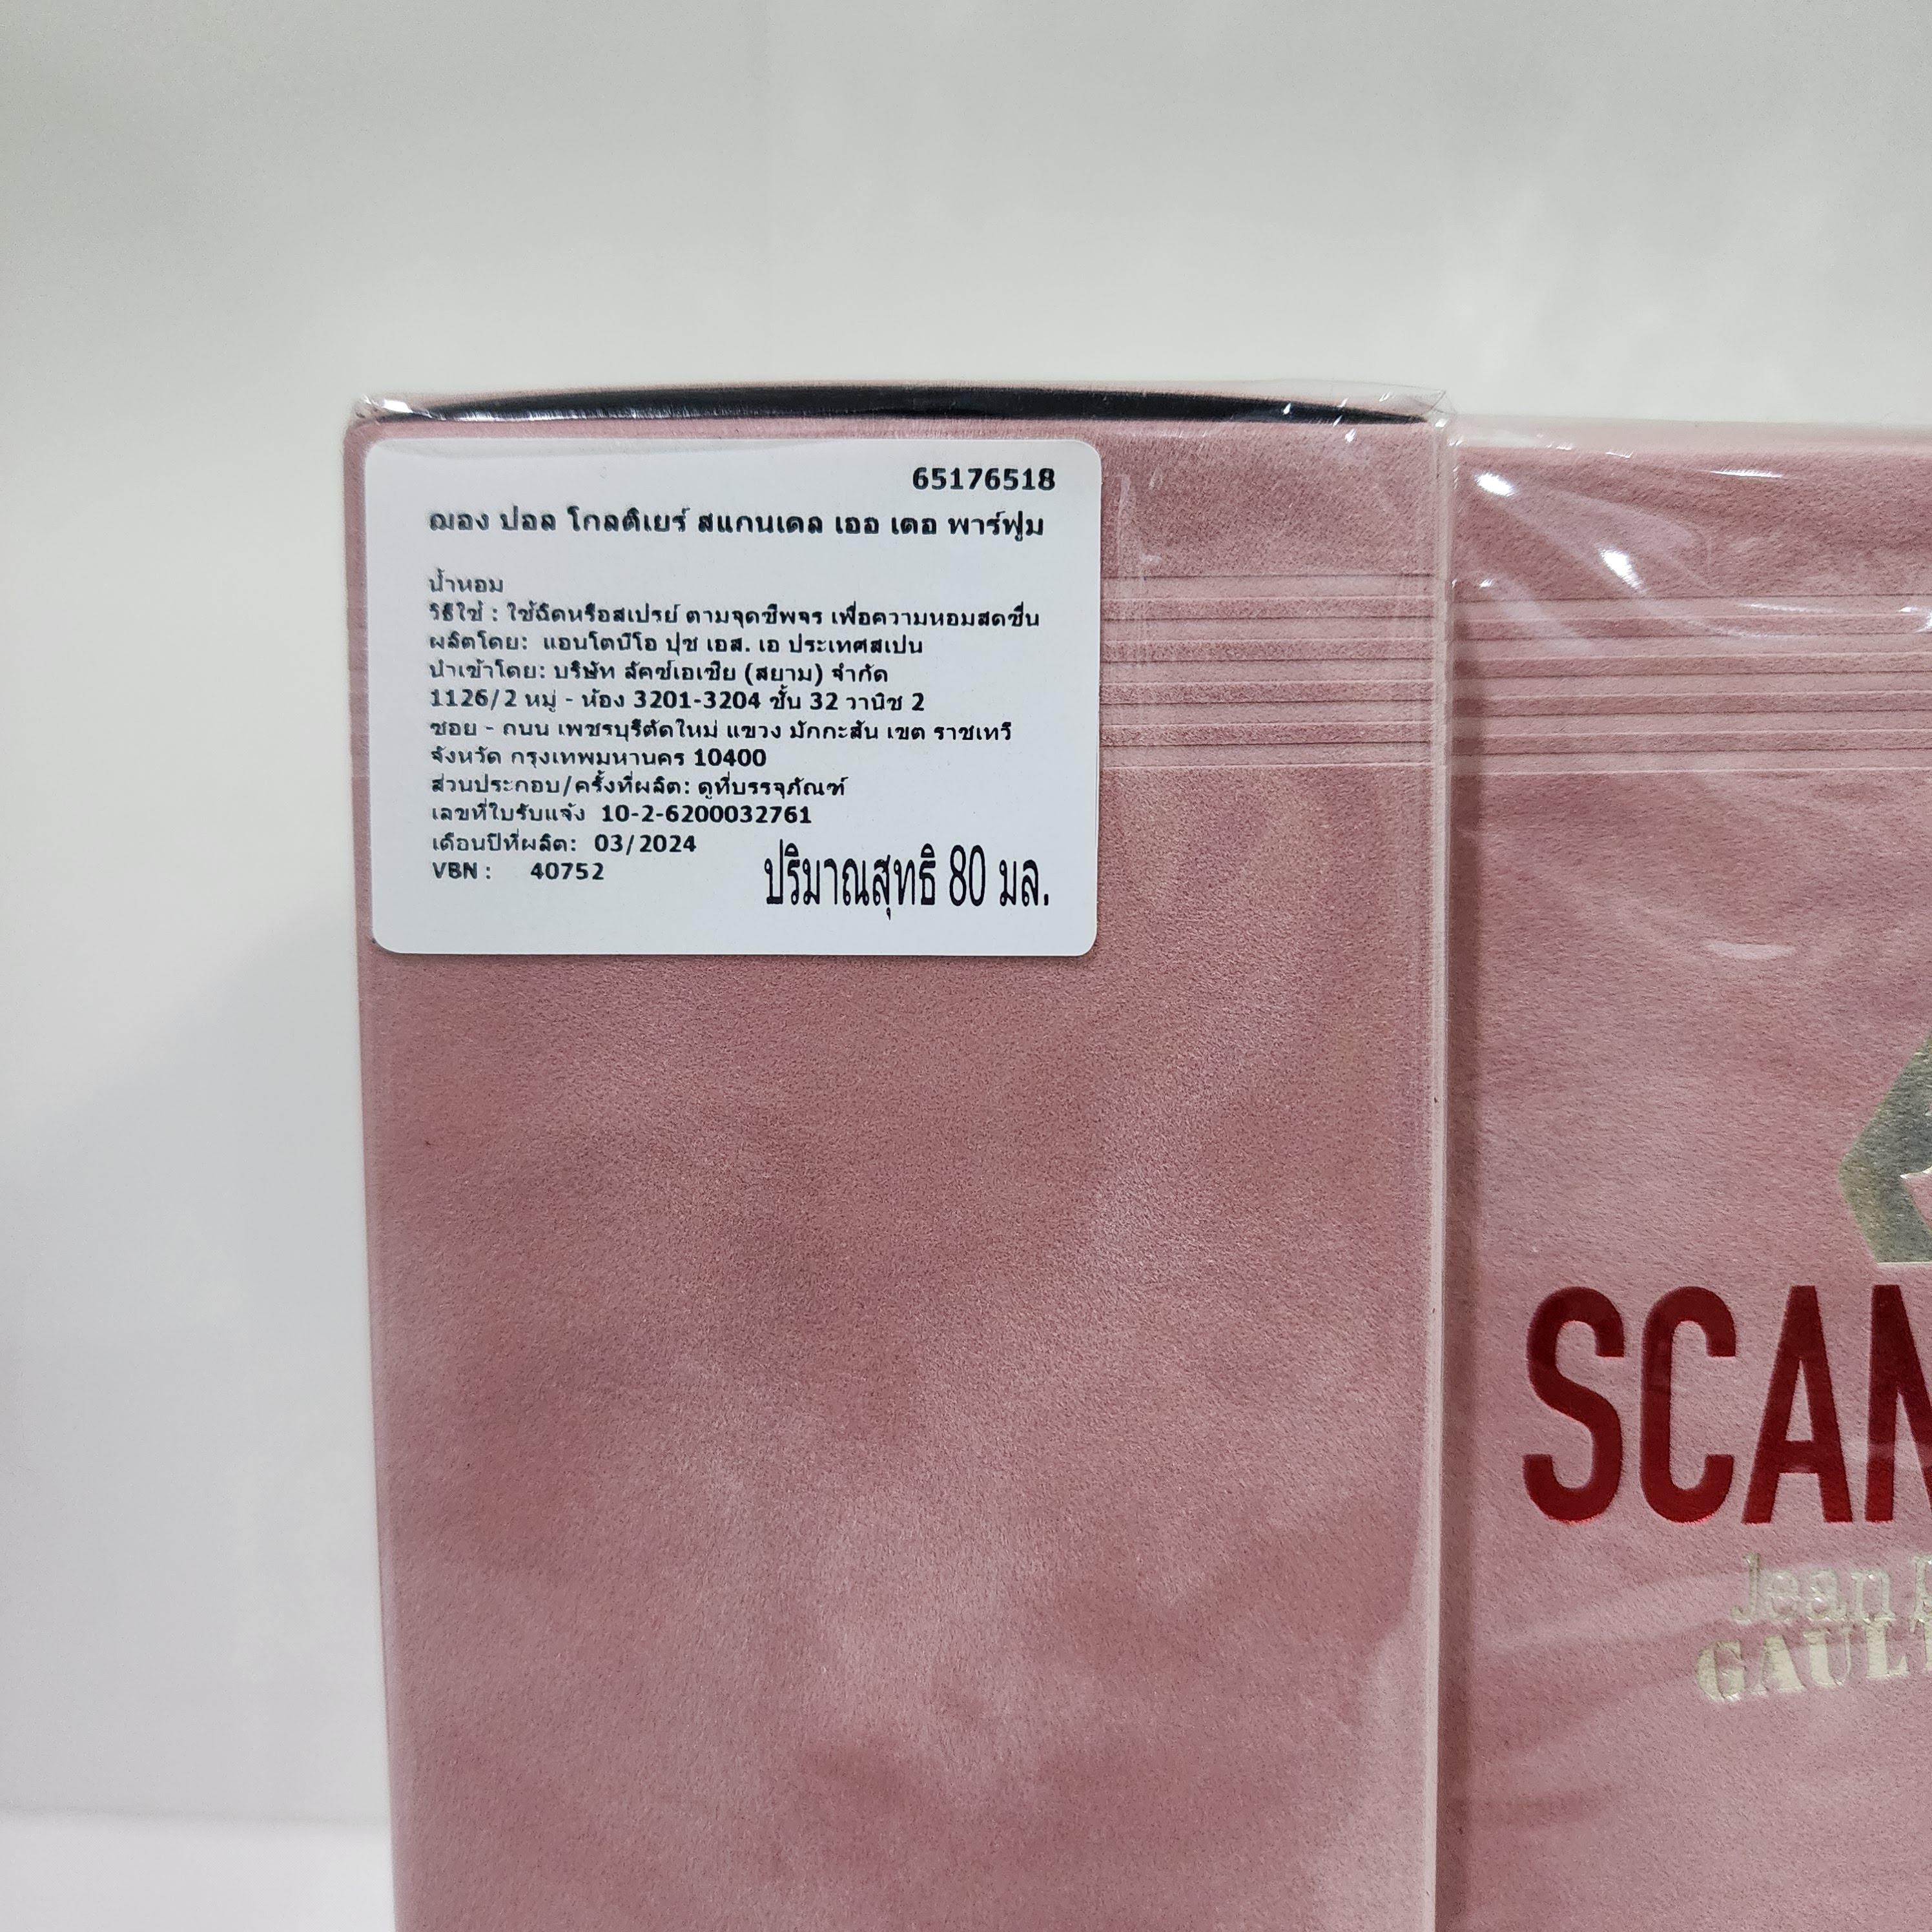 65176518
ฌอง ปอล โกลติเยร์ สแกนเดล เออ เดอ พาร์ฟูม
น้ำหอม
วิธีใช้ : ใช้ฉีดหรือสเปรย์ ตามจุดชีพจร เพื่อความหอมสดชื่น
ผลิตโดย: แอนโตนิโอ ปุช เอส. เอ ประเทศสเปน
นำเข้าโดย: บริษัท ลัคซ์เอเซีย (สยาม) จำกัด
1126/2 หมู่ - ห้อง 3201-3204 ชั้น 32 วานิช 2
ซอย - ถนน เพชรบุรีตัดใหม่ แขวง มักกะสัน เขต ราชเทวี
จังหวัด กรุงเทพมหานคร 10400
ส่วนประกอบ/ครั้งที่ผลิต: ดูที่บรรจุภัณฑ์
เลขที่ใบรับแจ้ง 10-2-6200032761
เดือนปีที่ผลิต: 03/2024
VBN : 40752
ปริมาณสุทธิ 80 มล.
SCAN
Jean P
GAULT